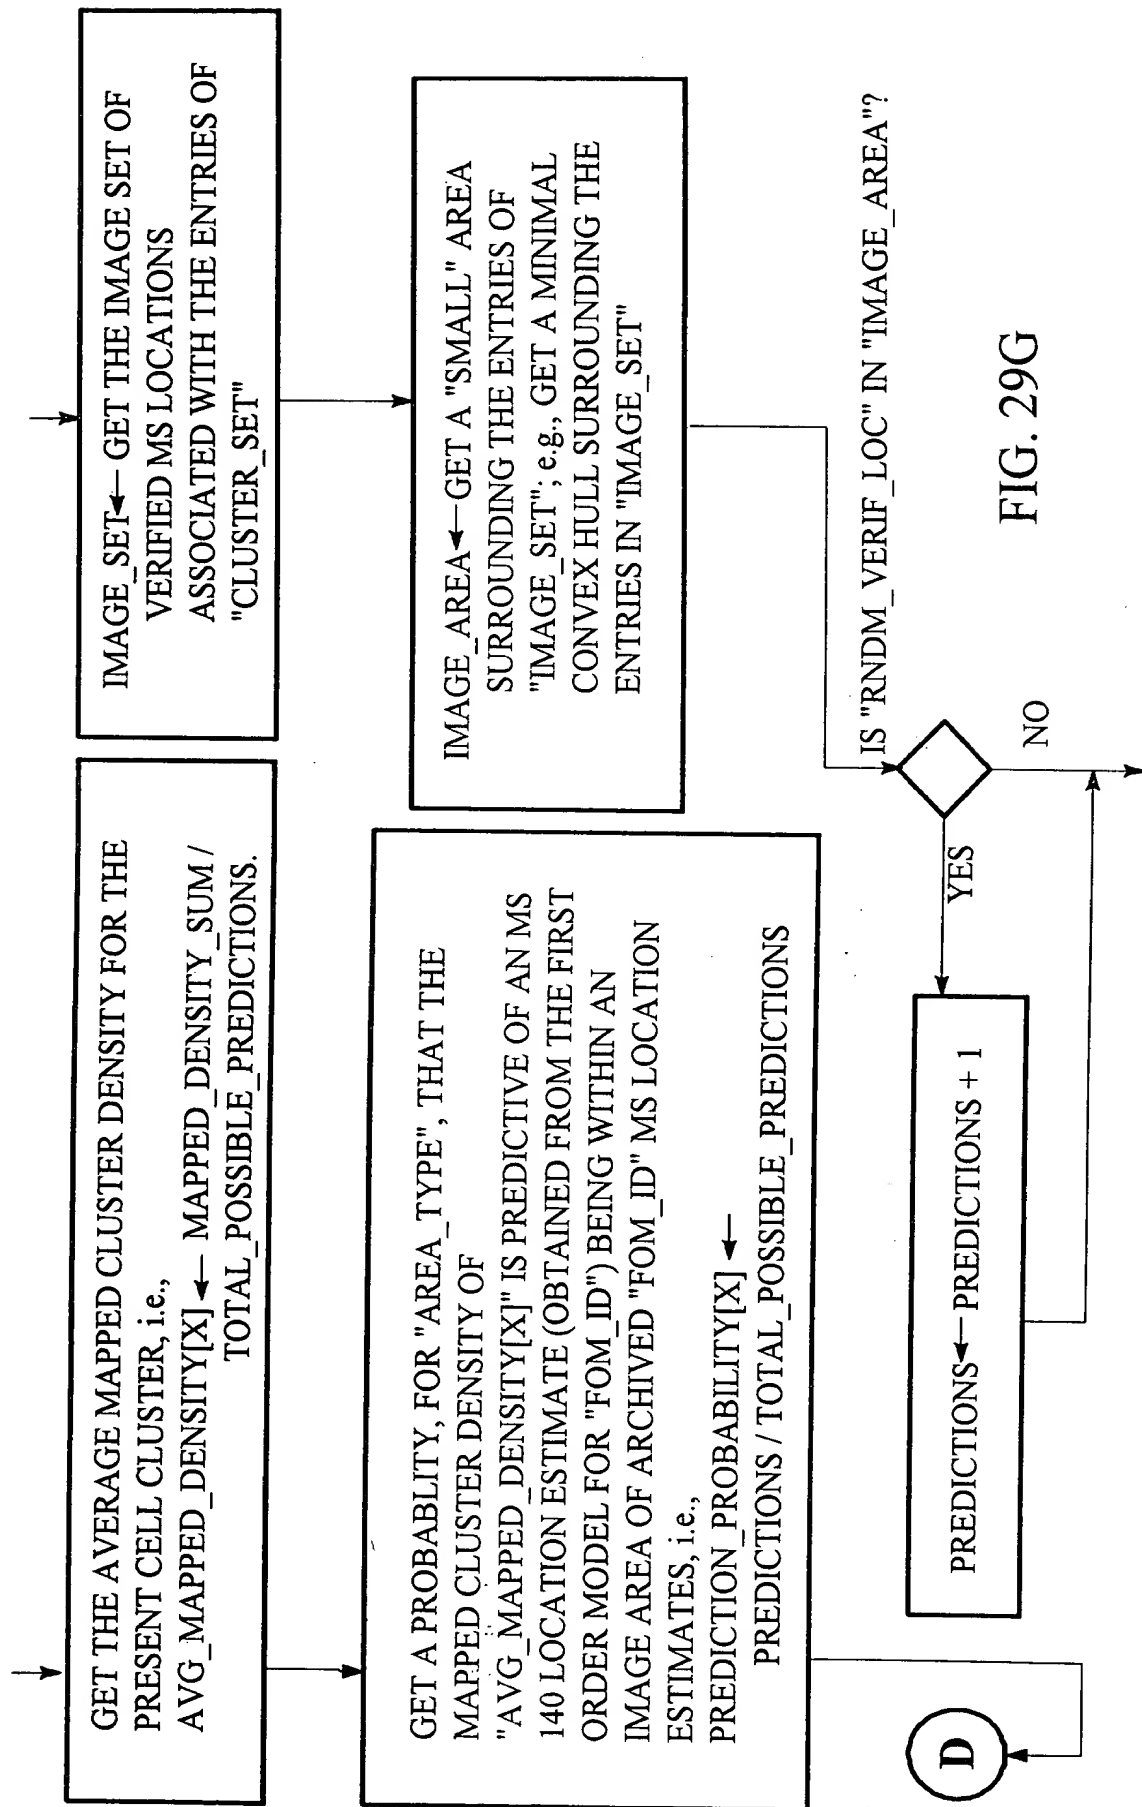 GET THE AVERAGE MAPPED CLUSTER DENSITY FOR THE
PRESENT CELL CLUSTER, i.e.,
AVG_MAPPED_DENSITY[X] ← MAPPED_DENSITY_SUM /
TOTAL_POSSIBLE_PREDICTIONS.
GET A PROBABLITY, FOR "AREA_TYPE", THAT THE
MAPPED CLUSTER DENSITY OF
"AVG_MAPPED_DENSITY[X]" IS PREDICTIVE OF AN MS
140 LOCATION ESTIMATE (OBTAINED FROM THE FIRST
ORDER MODEL FOR "FOM_ID") BEING WITHIN AN
IMAGE AREA OF ARCHIVED "FOM_ID" MS LOCATION
ESTIMATES, i.e.,
PREDICTION_PROBABILITY[X] ←
PREDICTIONS / TOTAL_POSSIBLE_PREDICTIONS
D
IMAGE_SET ← GET THE IMAGE SET OF
VERIFIED MS LOCATIONS
ASSOCIATED WITH THE ENTRIES OF
"CLUSTER_SET"
IMAGE_AREA ← GET A "SMALL" AREA
SURROUNDING THE ENTRIES OF
"IMAGE_SET"; e.g., GET A MINIMAL
CONVEX HULL SURROUNDING THE
ENTRIES IN "IMAGE_SET"
IS "RNDM_VERIF_LOC" IN "IMAGE_AREA"?
YES
NO
PREDICTIONS ← PREDICTIONS + 1
FIG. 29G